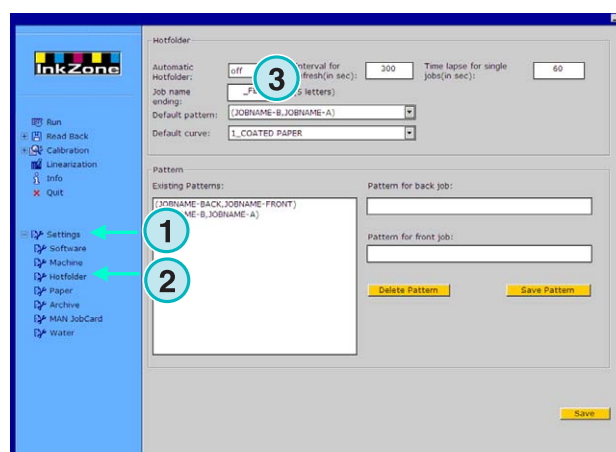 InkZone
Run
Read Back
Calibration
Linearization
Info
Quit
Settings
Software
Machine
Hotfolder
Paper
Archive
MAN JobCard
Water
1
2
3
Hotfolder
Automatic Hotfolder:
off
Interval for
(in sec):
300
Time lapse for single jobs(in sec):
60
Job name ending:
letters)
Default pattern:
(JOBNAME-B,JOBNAME-A)
Default curve:
1_COATED PAPER
Pattern
Existing Patterns:
(JOBNAME-BACK,JOBNAME-FRONT)
-B,JOBNAME-A)
Pattern for back job:
Pattern for front job:
Delete Pattern
Save Pattern
Save